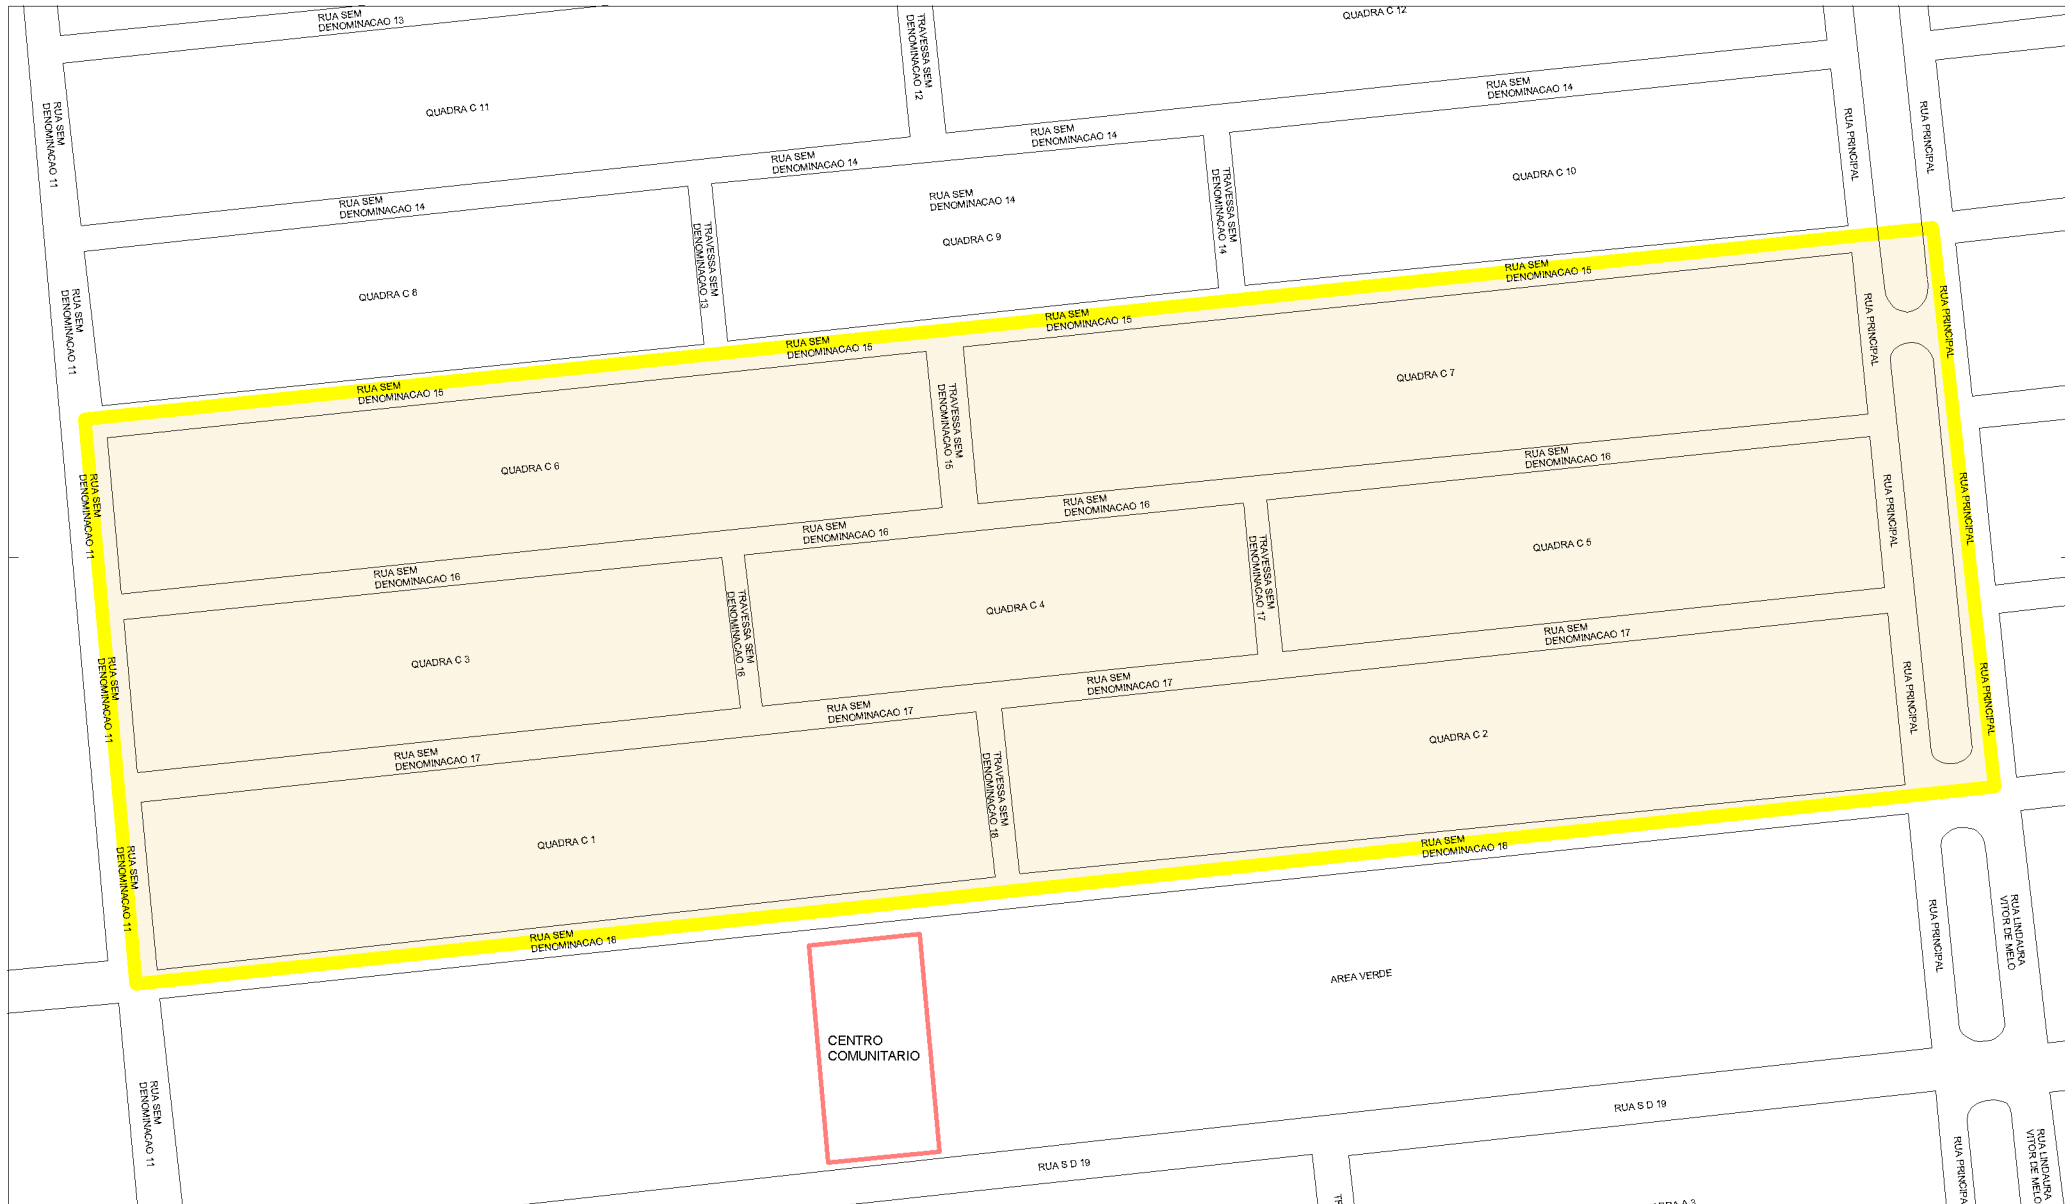 RUA SEM
DENOMINACAO 13
TRAVESSA SEM
DENOMINACAO 12
QUADRA C 12
RUA SEM
DENOMINACAO 11
QUADRA C 11
RUA SEM
DENOMINACAO 14
RUA PRINCIPAL
RUA PRINCIPAL
RUA SEM
DENOMINACAO 14
RUA SEM
DENOMINACAO 14
RUA SEM
DENOMINACAO 14
RUA SEM
DENOMINACAO 14
QUADRA C 9
QUADRA C 10
TRAVESSA SEM
DENOMINACAO 14
TRAVESSA SEM
DENOMINACAO 13
QUADRA C 8
RUA SEM
DENOMINACAO 11
RUA SEM
DENOMINACAO 15
RUA SEM
DENOMINACAO 15
RUA SEM
DENOMINACAO 15
RUA SEM
DENOMINACAO 15
RUA PRINCIPAL
RUA PRINCIPAL
QUADRA C 7
TRAVESSA SEM
DENOMINACAO 15
QUADRA C 6
RUA SEM
DENOMINACAO 11
RUA SEM
DENOMINACAO 16
RUA SEM
DENOMINACAO 16
RUA SEM
DENOMINACAO 16
RUA SEM
DENOMINACAO 16
RUA PRINCIPAL
RUA PRINCIPAL
QUADRA C 5
TRAVESSA SEM
DENOMINACAO 17
QUADRA C 4
TRAVESSA SEM
DENOMINACAO 16
QUADRA C 3
RUA SEM
DENOMINACAO 11
RUA SEM
DENOMINACAO 17
RUA SEM
DENOMINACAO 17
RUA SEM
DENOMINACAO 17
RUA SEM
DENOMINACAO 17
RUA PRINCIPAL
RUA PRINCIPAL
QUADRA C 2
TRAVESSA SEM
DENOMINACAO 18
QUADRA C 1
RUA SEM
DENOMINACAO 11
RUA SEM
DENOMINACAO 18
RUA SEM
DENOMINACAO 18
RUA PRINCIPAL
RUA LINDAURA
VITOR DE MELO
AREA VERDE
CENTRO
COMUNITARIO
RUA SEM
DENOMINACAO 11
RUA S D 19
RUA S D 19
RUA PRINCIPA
RUA LINDAURA
VITOR DE MELO